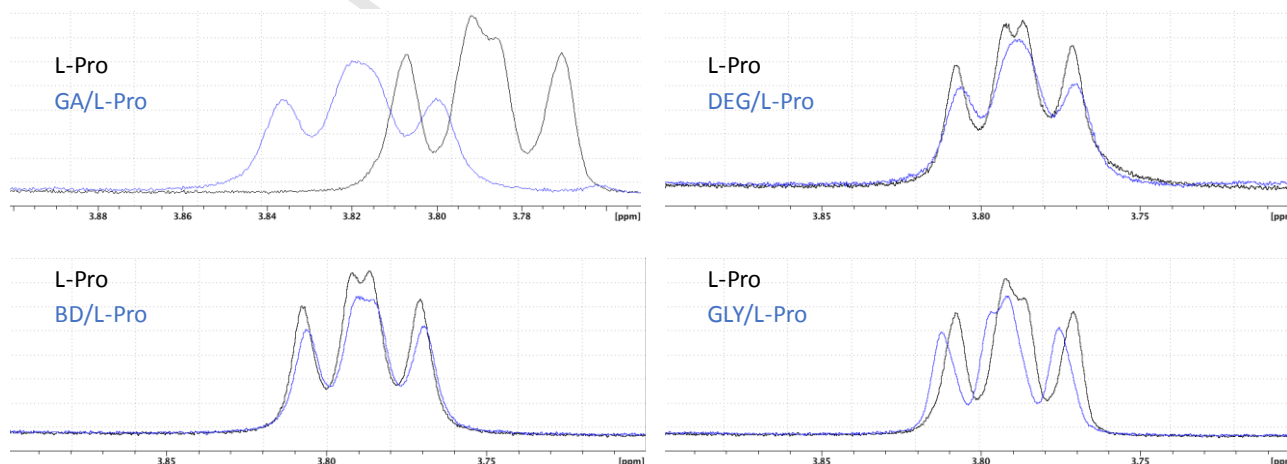 L-Pro
GA/L-Pro
3.88 3.86 3.84 3.82 3.80 3.78 [ppm]
L-Pro
DEG/L-Pro
3.85 3.80 3.75 [ppm]
L-Pro
BD/L-Pro
3.85 3.80 3.75 [ppm]
L-Pro
GLY/L-Pro
3.85 3.80 3.75